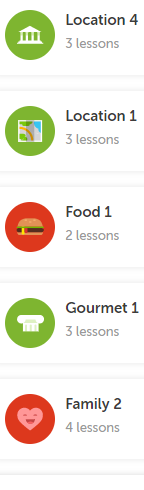 Location 4
3 lessons
Location 1
3 lessons
Food 1
2 lessons
Gourmet 1
3 lessons
Family 2
4 lessons